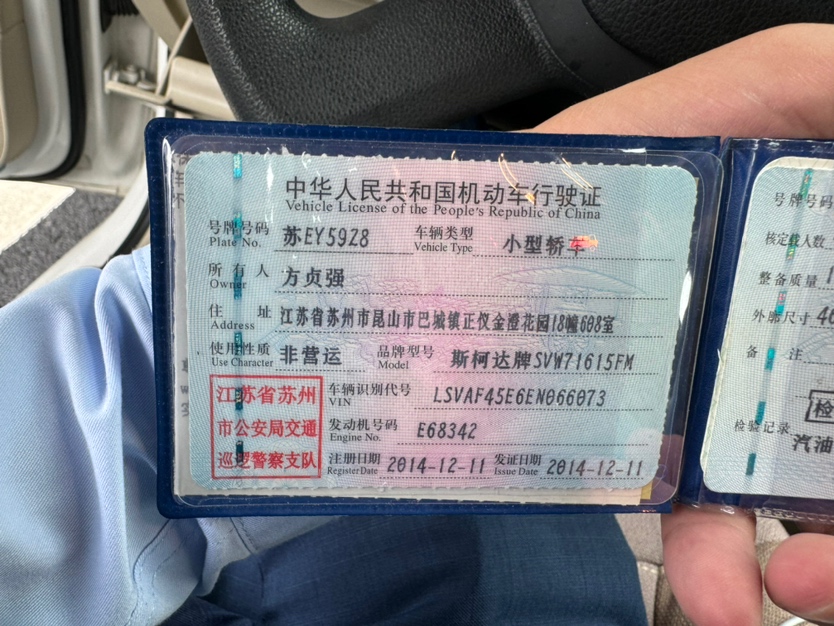 中华人民共和国机动车行驶证
Vehicle License of the People's Republic of China
号牌号码 苏EY59Z8 车辆类型 小型轿车
Plate No. Vehicle Type
所有人 方贞强
Owner
住址 江苏省苏州市昆山市巴城镇正仪金澄花园18幢608室
Address
使用性质 非营运 品牌型号 斯柯达牌SVW71615FM
Use Character Model
江苏省苏州
市公安局交通
巡逻警察支队
车辆识别代号 LSVAF45E6EN066073
VIN
发动机号码 E68342
Engine No.
注册日期 2014-12-11 发证日期 2014-12-11
Register Date Issue Date
号牌号码
核定载人数
整备质量
外廓尺寸 46
备注
检
检验记录
汽油